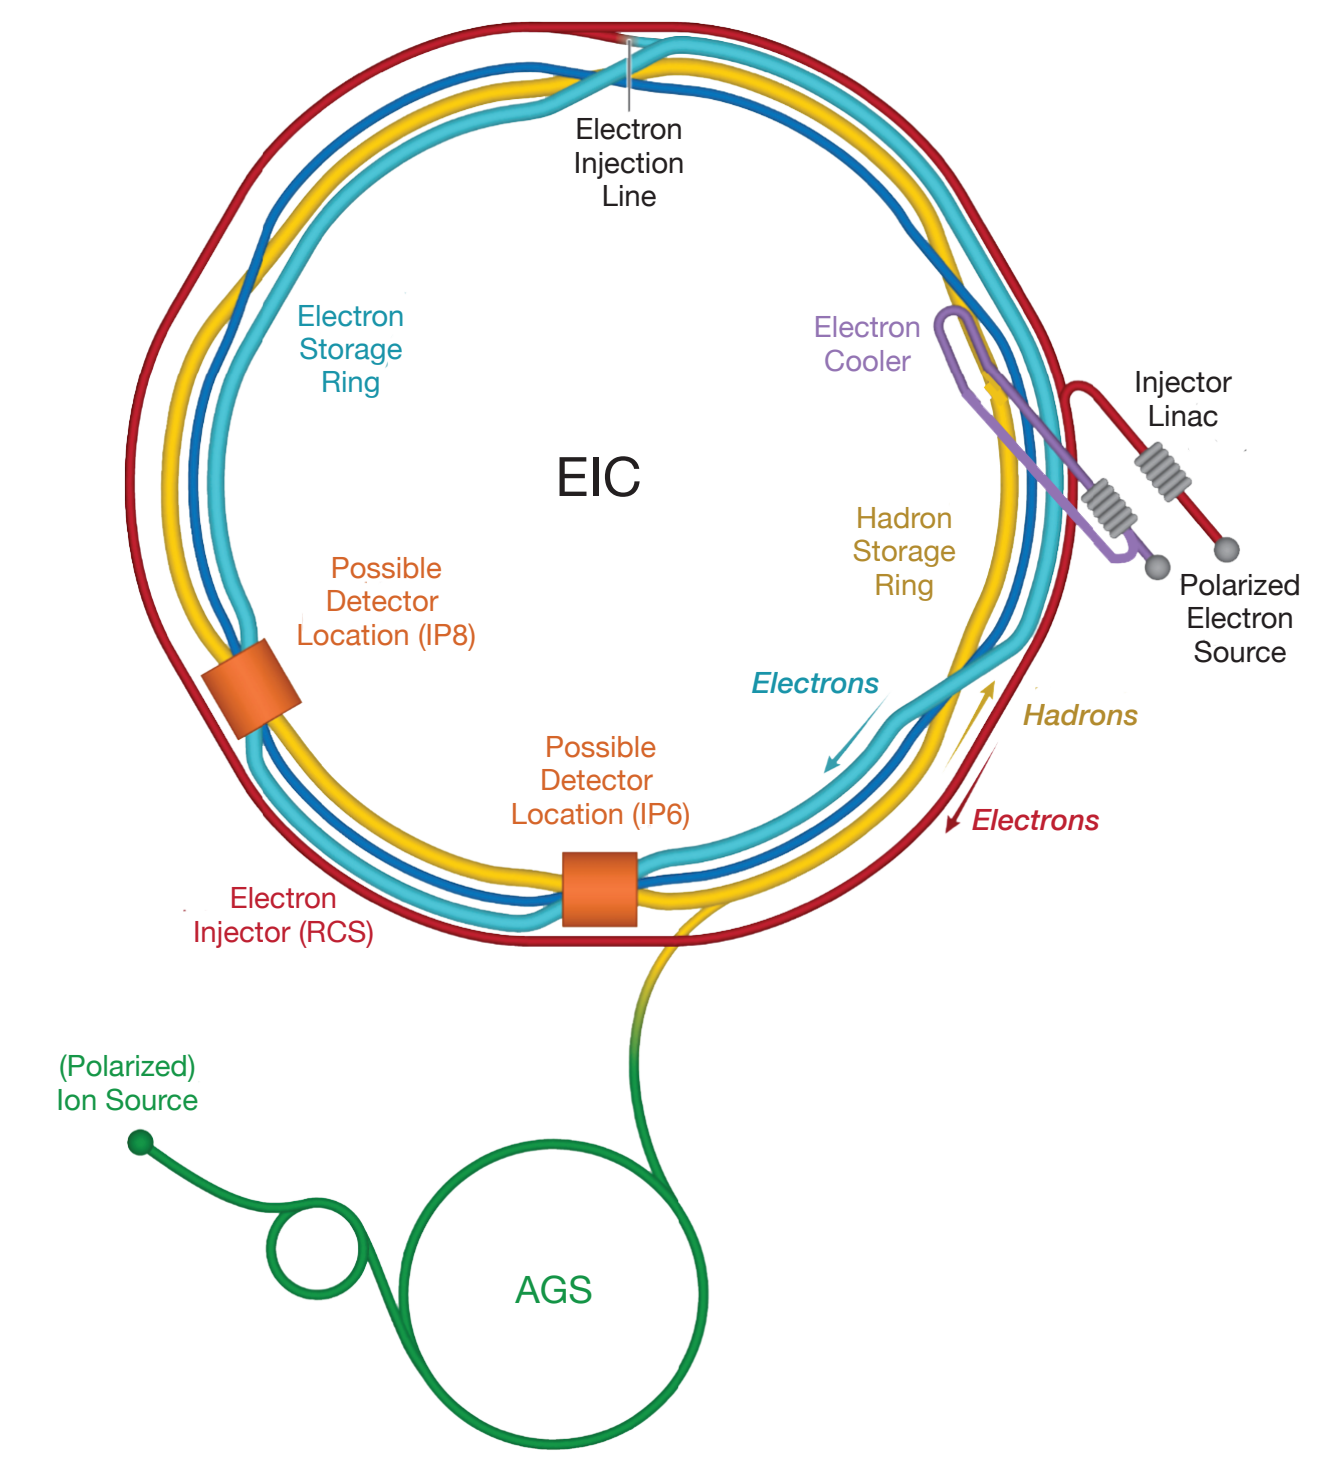 Electron
Injection
Line
Electron
Storage
Ring
Electron
Cooler
Injector
Linac
EIC
Hadron
Storage
Ring
Possible
Detector
Location (IP8)
Polarized
Electron
Source
Electrons
Hadrons
Possible
Detector
Location (IP6)
Electrons
Electron
Injector (RCS)
(Polarized)
Ion Source
AGS